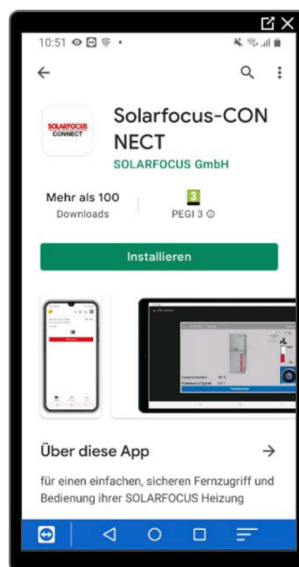 10:51
SOLARFOCUS
CONNECT
Solarfocus-CON
NECT
SOLARFOCUS GmbH
Mehr als 100
Downloads
3
PEGI 3
Installieren
Über diese App
für einen einfachen, sicheren Fernzugriff und
Bedienung ihrer SOLARFOCUS Heizung